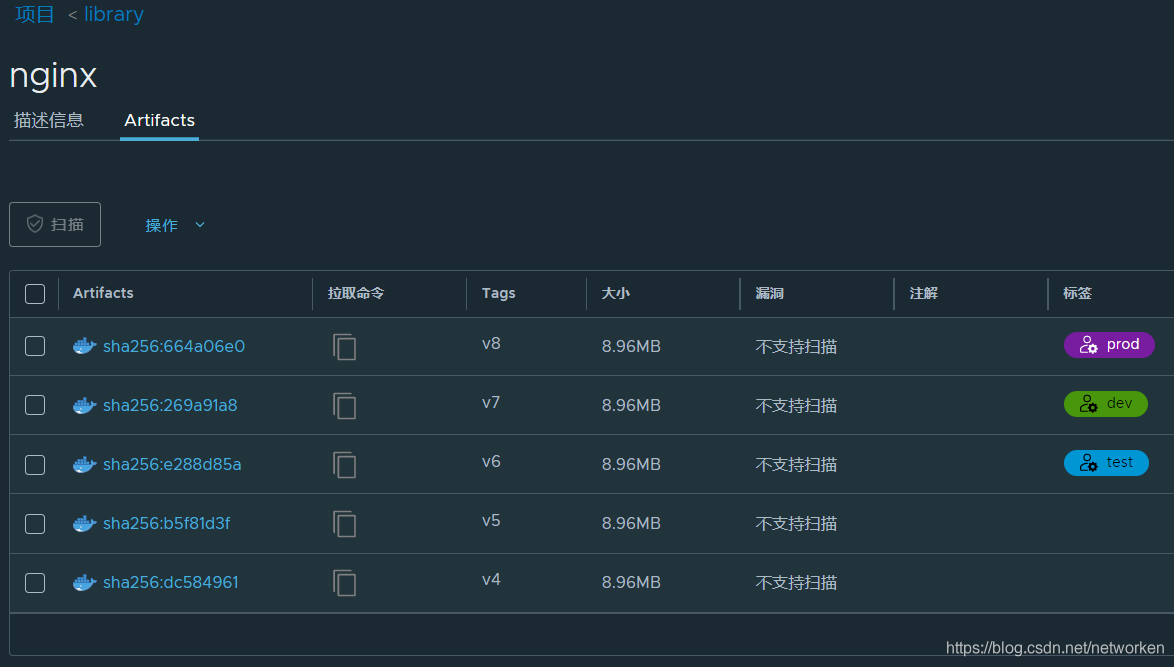 项目 < library
nginx
描述信息 Artifacts
扫描 操作
Artifacts 拉取命令 Tags 大小 漏洞 注解 标签
sha256:664a06e0 v8 8.96MB 不支持扫描 prod
sha256:269a91a8 v7 8.96MB 不支持扫描 dev
sha256:e288d85a v6 8.96MB 不支持扫描 test
sha256:b5f81d3f v5 8.96MB 不支持扫描
sha256:dc584961 v4 8.96MB 不支持扫描
https://blog.csdn.net/networken